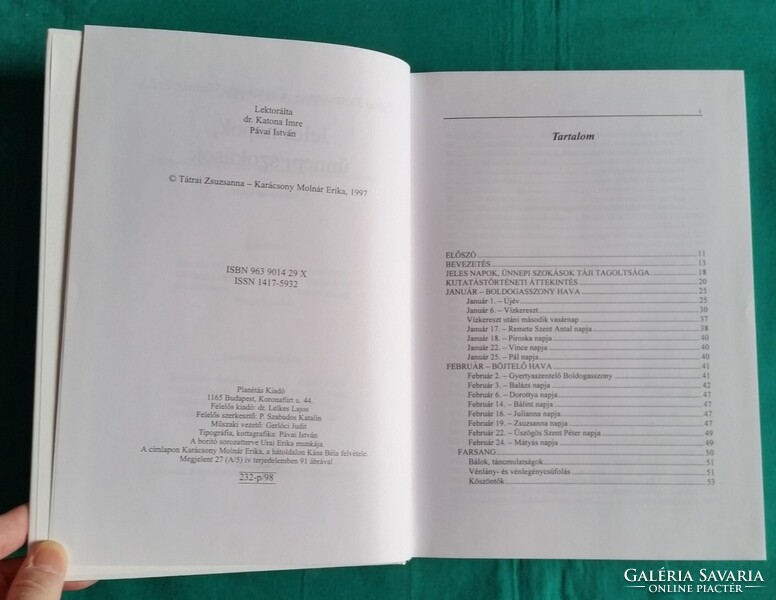 Lektorálta
dr. Katona Imre
Pávai István
© Tátrai Zsuzsanna – Karácsony Molnár Erika, 1997
ISBN 963 9014 29 X
ISSN 1417-5932
Planétás Kiadó
1165 Budapest, Koronafürt u. 44.
Felelős kiadó: dr. Lelkes Lajos
Felelős szerkesztő: P. Szabados Katalin
Műszaki vezető: Gerlóci Judit
Tipográfia, kottagrafika: Pávai István
A borító sorozatterve Urai Erika munkája.
A címlapon Karácsony Molnár Erika, a hátoldalon Kása Béla felvétele.
Megjelent 27 (A/5) ív terjedelemben 91 ábrával
232-p/98
Tartalom
ELŐSZÓ 11
BEVEZETÉS 13
JELES NAPOK, ÜNNEPI SZOKÁSOK TÁJI TAGOLTSÁGA 18
KUTATÁSTÖRTÉNETI ÁTTEKINTÉS 20
JANUÁR – BOLDOGASSZONY HAVA 25
Január 1. – Újév 25
Január 6. – Vízkereszt 30
Vízkereszt utáni második vasárnap 37
Január 17. – Remete Szent Antal napja 38
Január 18. – Piroska napja 40
Január 22. – Vince napja 40
Január 25. – Pál napja 40
FEBRUÁR – BÖJTELŐ HAVA 41
Február 2. – Gyertyaszentelő Boldogasszony 41
Február 3. – Balázs napja 42
Február 6. – Dorottya napja 47
Február 14. – Bálint napja 47
Február 16. – Julianna napja 47
Február 19. – Zsuzsanna napja 47
Február 22. – Üszögös Szent Péter napja 49
Február 24. – Mátyás napja 49
FARSANG 50
Bálok, táncmulatságok 51
Vénlány- és vénlegénycsúfolás 51
Köszöntők 53
GALÉRIA SAVARIA
ONLINE PIACTÉR